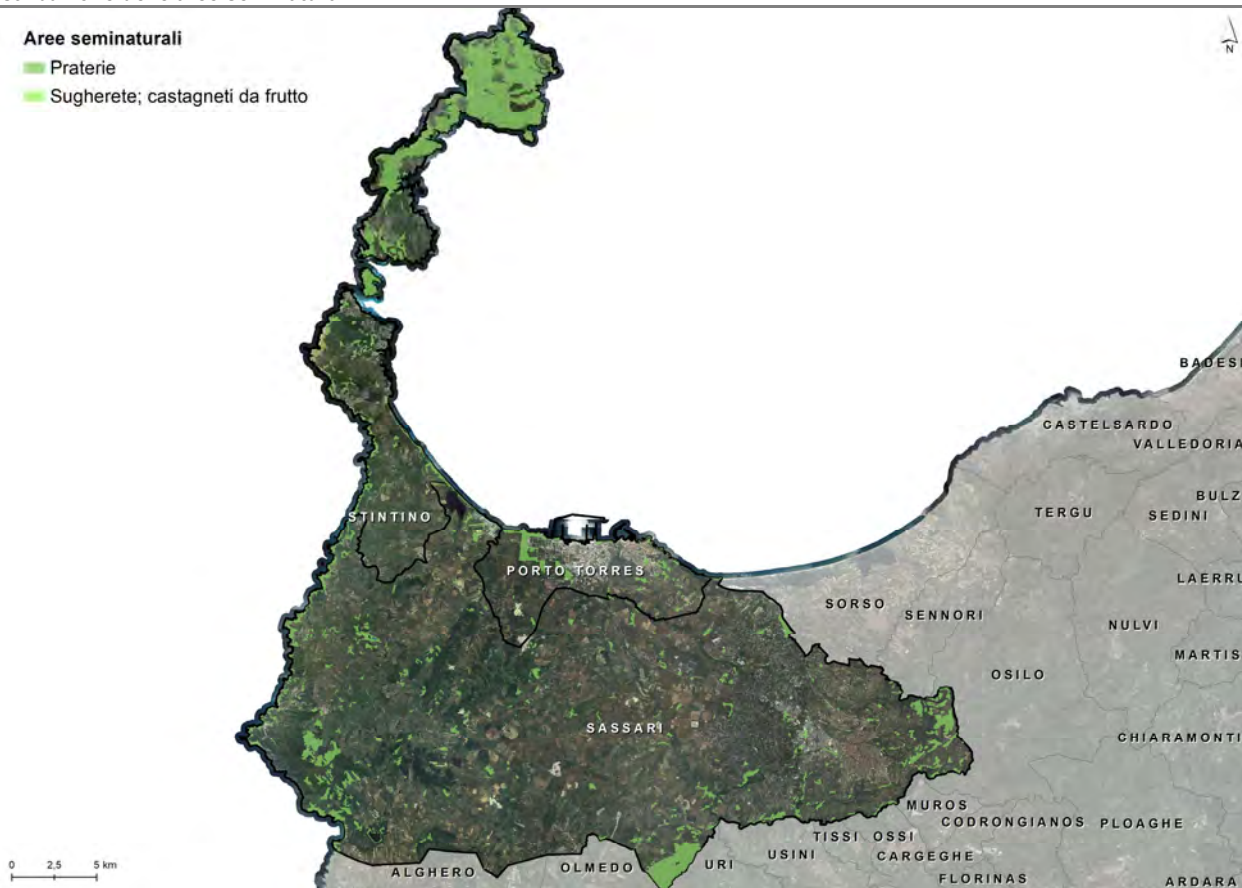 Aree seminaturali
Praterie
Sugherete; castagneti da frutto
N
BADESI
CASTELSARDO
VALLEDORIA
BULZ
TERGU
SEDINI
STINTINO
PORTO TORRES
LAERRU
SORSO
SENNORI
NULVI
MARTIS
OSILO
SASSARI
CHIARAMONTI
MUROS
CODRONGIANOS
PLOAGHE
TISSI
OSSI
USINI
CARGEGHE
URI
OLMEDO
ALGHERO
FLORINAS
ARDARA
0 2,5 5 km